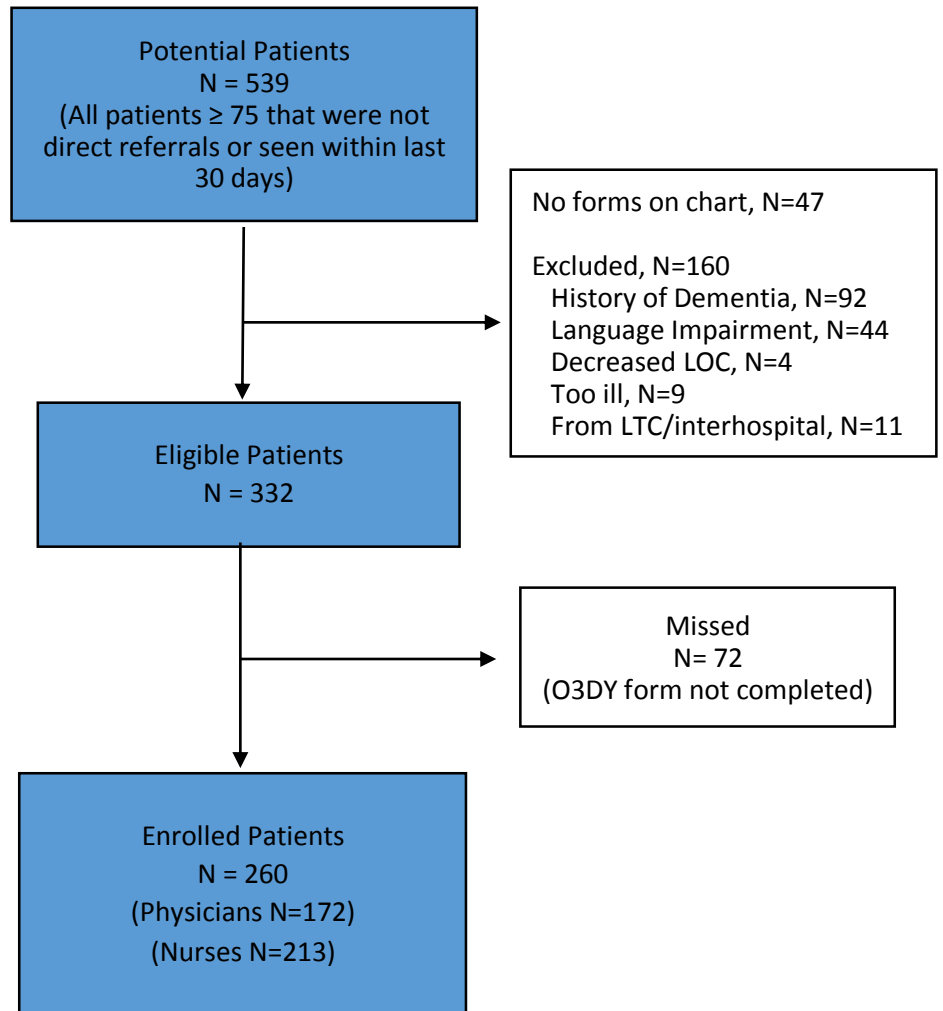 Potential Patients
N = 539
(All patients ≥ 75 that were not
direct referrals or seen within last
30 days)
No forms on chart, N=47
Excluded, N=160
History of Dementia, N=92
Language Impairment, N=44
Decreased LOC, N=4
Too ill, N=9
From LTC/interhospital, N=11
Eligible Patients
N = 332
Missed
N= 72
(O3DY form not completed)
Enrolled Patients
N = 260
(Physicians N=172)
(Nurses N=213)